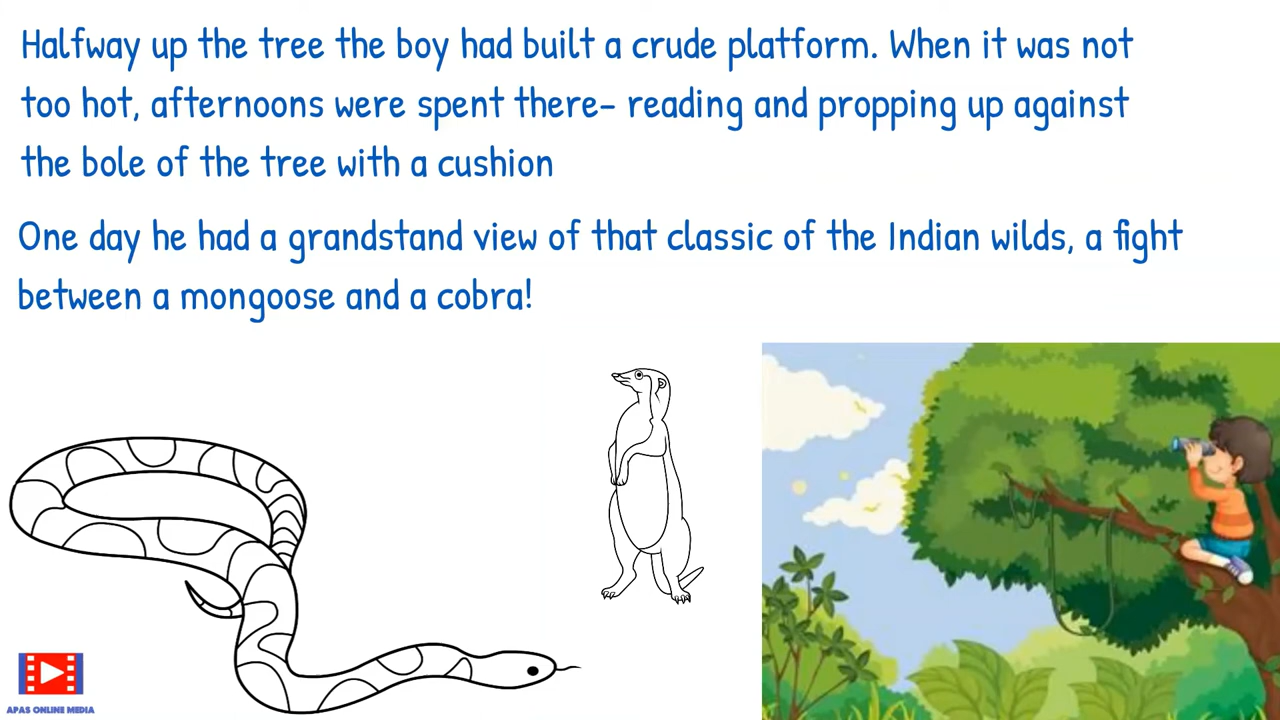 Halfway up the tree the boy had built a crude platform. When it was not
too hot, afternoons were spent there- reading and propping up against
the bole of the tree with a cushion
One day he had a grandstand view of that classic of the Indian wilds, a fight
between a mongoose and a cobra!
APAS ONLINE MEDIA